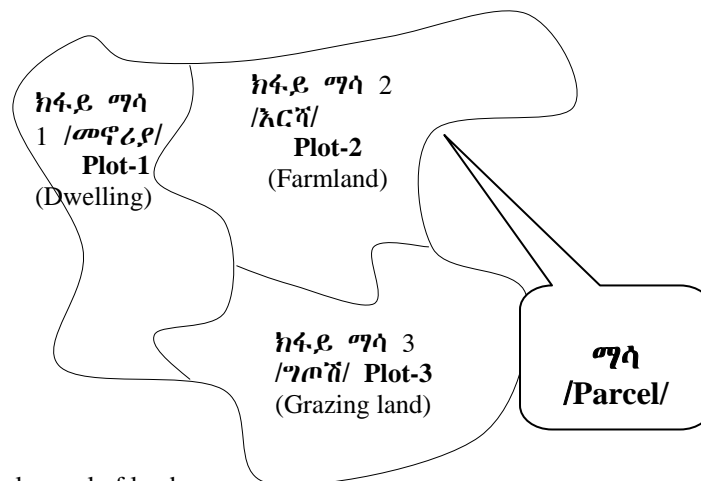 ክፋይ ማሳ
1 /መኖሪያ/
Plot-1
(Dwelling)
ክፋይ ማሳ 2
/እርሻ/
Plot-2
(Farmland)
ክፋይ ማሳ 3
/ግጦሽ/ Plot-3
(Grazing land)
ማሳ
/Parcel/